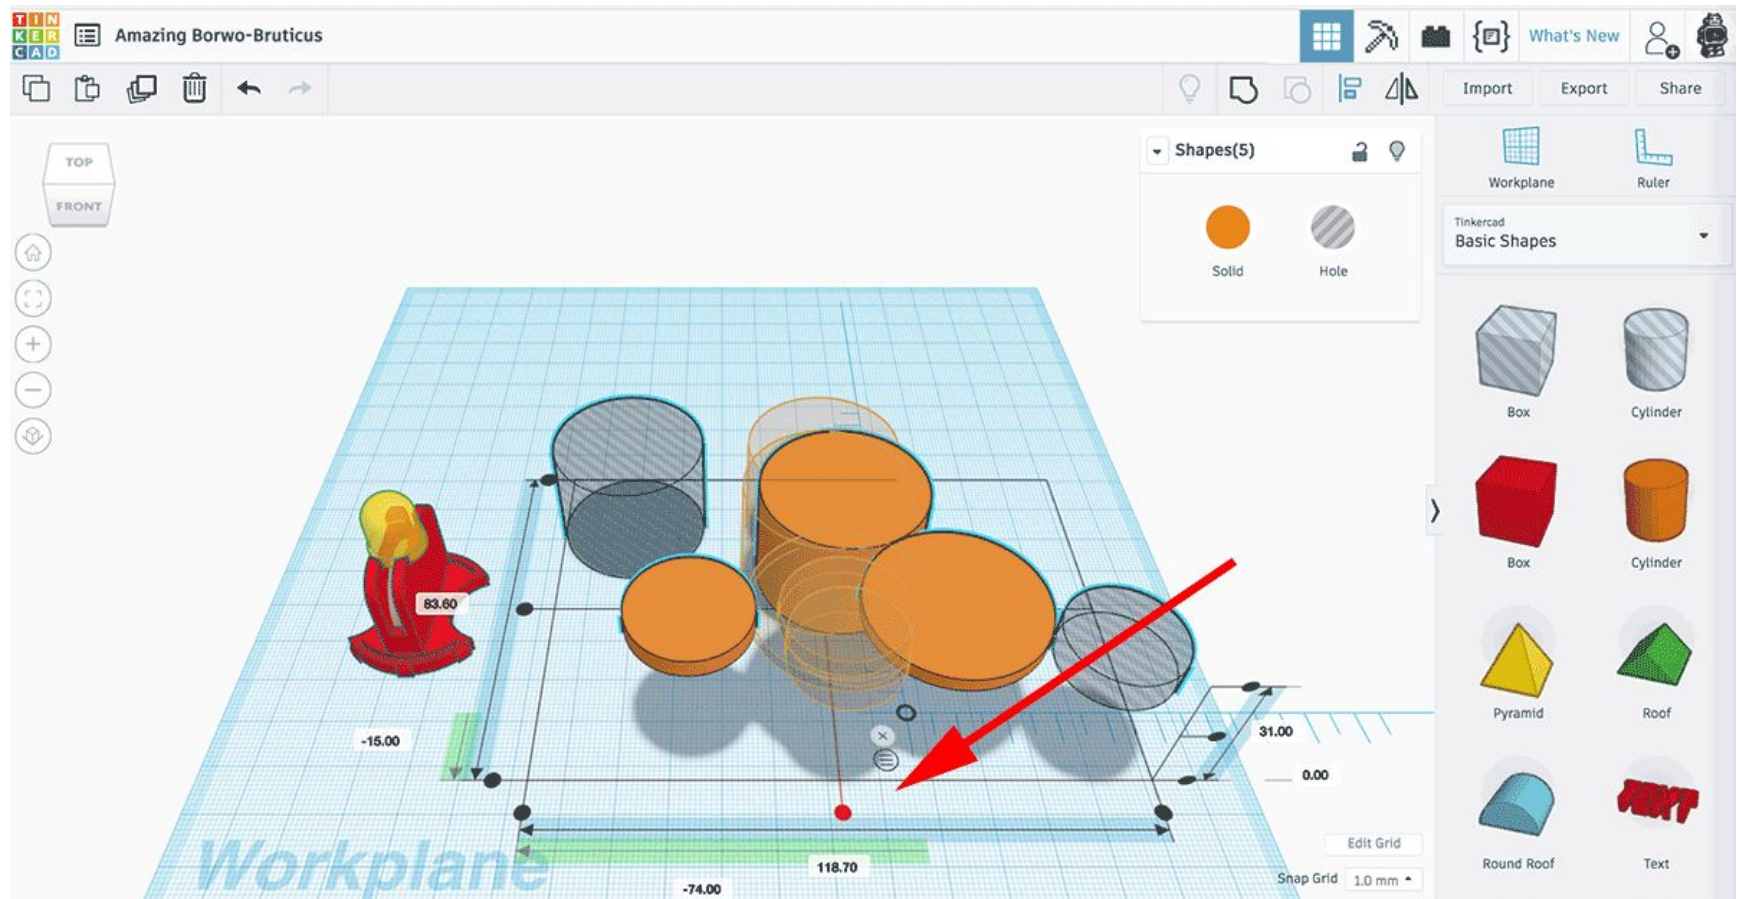 TIN
KER
CAD
Amazing Borwo-Bruticus
What's New
Import
Export
Share
TOP
FRONT
Shapes(5)
Solid
Hole
Workplane
Ruler
Tinkercad
Basic Shapes
Box
Cylinder
Box
Cylinder
Pyramid
Roof
TEXT
Round Roof
Text
83.60
-15.00
31.00
0.00
Workplane
118.70
-74.00
Edit Grid
Snap Grid
1.0 mm